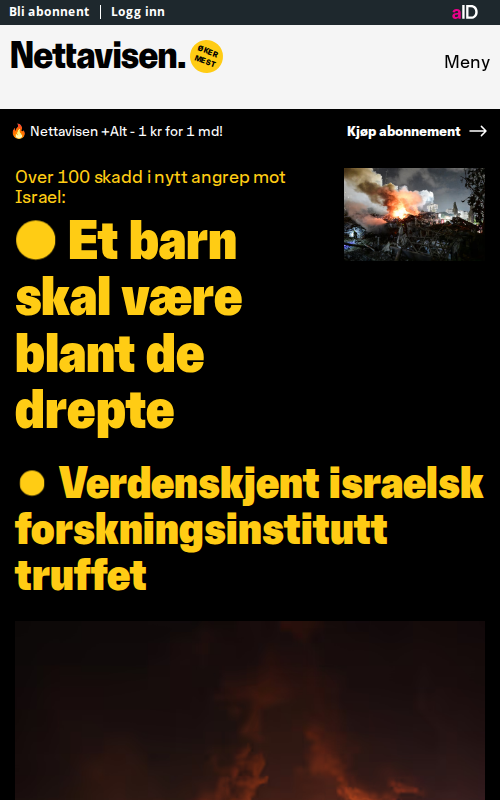 Bli abonnent | Logg inn
aID
Nettavisen.
ØKER
MEST
Meny
🔥 Nettavisen +Alt - 1 kr for 1 md!
Kjøp abonnement →
Over 100 skadd i nytt angrep mot
Israel:
Et barn
skal være
blant de
drepte
Verdenskjent israelsk
forskningsinstitutt
truffet